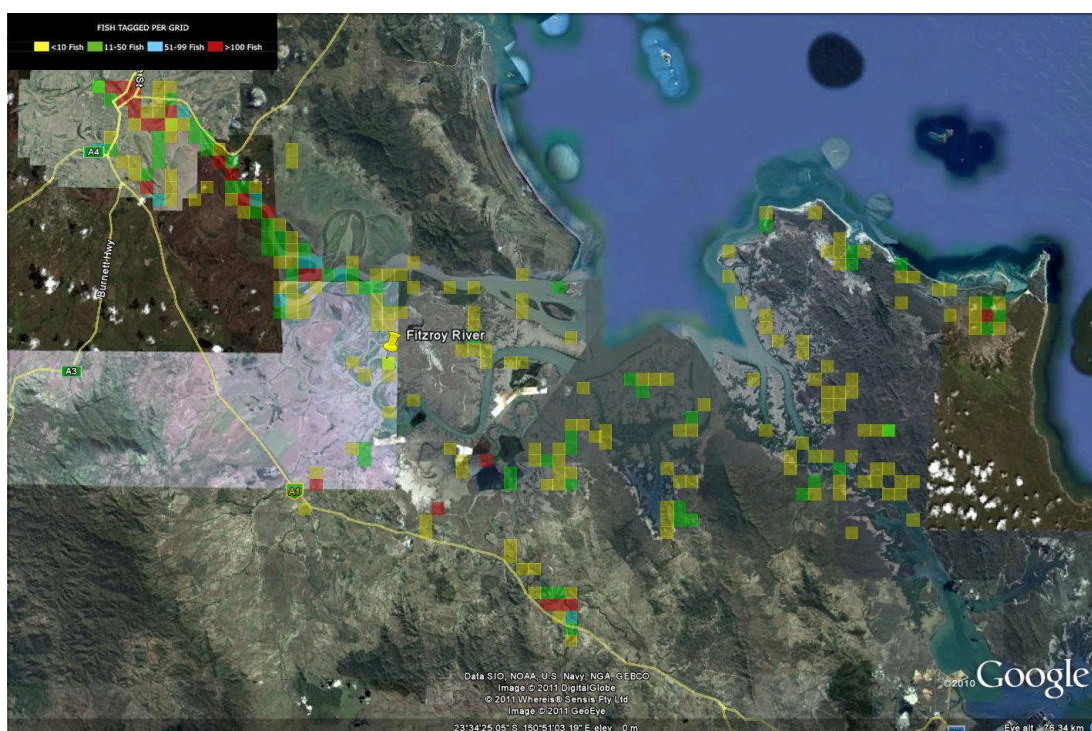 FISH TAGGED PER GRID
<10 Fish 11-50 Fish 51-99 Fish >100 Fish
A4
Burnett Hwy
Fitzroy River
A3
A1
Data SIO, NOAA, U.S. Navy, NGA, GEBCO
Image © 2011 DigitalGlobe
© 2011 Whereis® Sensis Pty Ltd
Image © 2011 GeoEye
©2010 Google
23°34'25.05" S 150°51'03.19" E elev 0 m
Eye alt 76.34 km